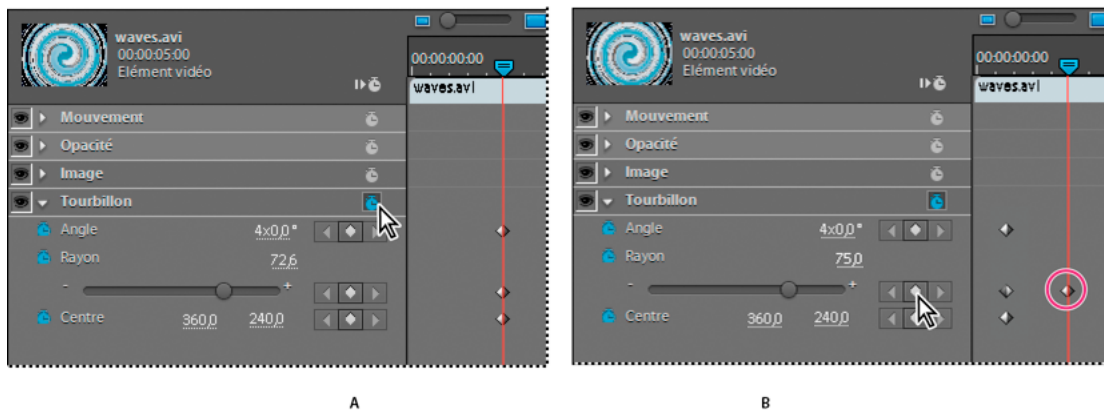 waves.avi
00:00:05:00
Elément vidéo
00:00:00:00
waves.avi
Mouvement
Opacité
Image
Tourbillon
Angle 4x0,0°
Rayon 72,6
- +
Centre 360,0 240,0
A
waves.avi
00:00:05:00
Elément vidéo
00:00:00:00
waves.avi
Mouvement
Opacité
Image
Tourbillon
Angle 4x0,0°
Rayon 75,0
- +
Centre 360,0 240,0
B